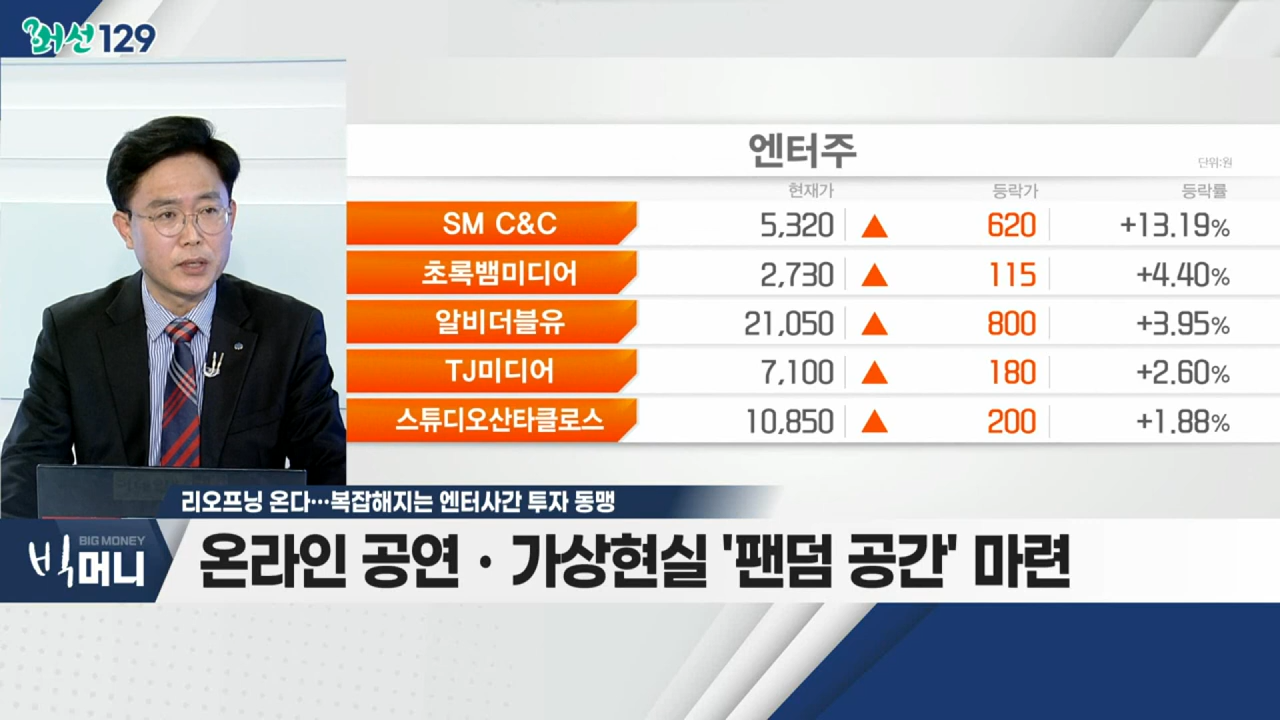 머선129
엔터주
단위:원
현재가 등락가 등락률
SM C&C 5,320 ▲ 620 +13.19%
초록뱀미디어 2,730 ▲ 115 +4.40%
알비더블유 21,050 ▲ 800 +3.95%
TJ미디어 7,100 ▲ 180 +2.60%
스튜디오산타클로스 10,850 ▲ 200 +1.88%
리오프닝 온다…복잡해지는 엔터사간 투자 동맹
BIG MONEY
빅머니
온라인 공연·가상현실 '팬덤 공간' 마련